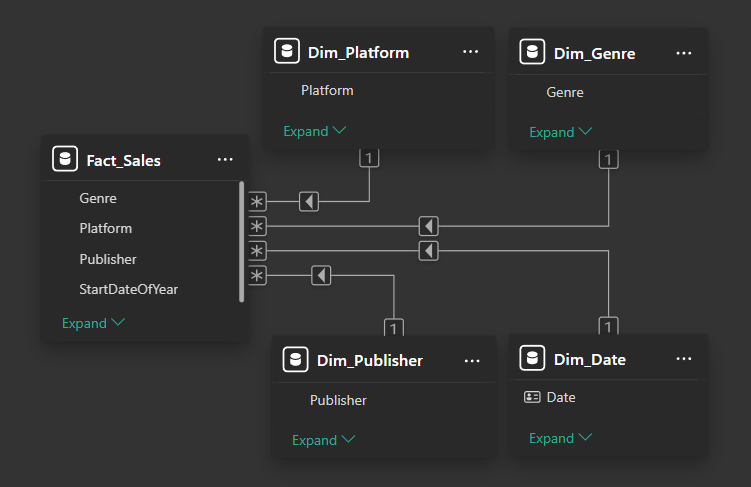 Dim_Platform
Platform
Expand
Dim_Genre
Genre
Expand
Fact_Sales
Genre
Platform
Publisher
StartDateOfYear
Expand
1
1
*
*
*
*
1
1
Dim_Publisher
Publisher
Expand
Dim_Date
Date
Expand